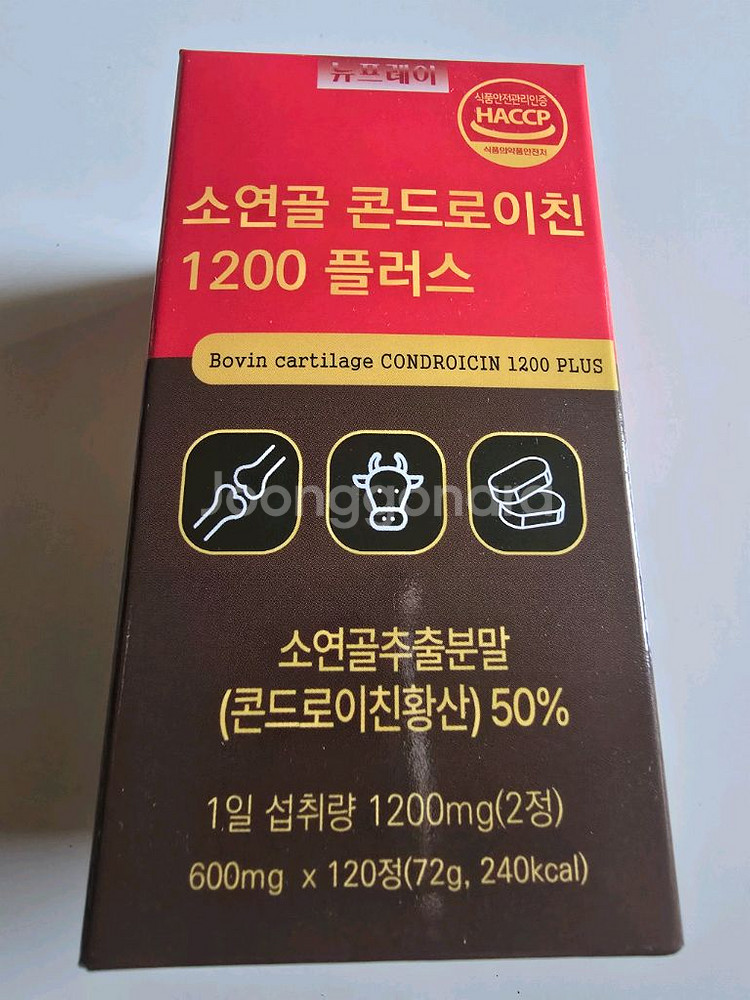 뉴프레이
식품안전관리인증
HACCP
식품의약품안전처
소연골 콘드로이친
1200 플러스
Bovin cartilage CONDROICIN 1200 PLUS
Joonggonara
소연골추출분말
(콘드로이친황산) 50%
1일 섭취량 1200mg(2정)
600mg x 120정(72g, 240kcal)